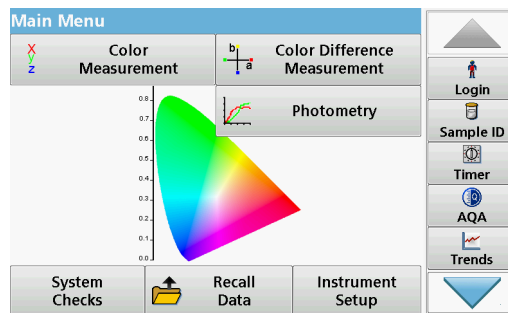 Main Menu
X
y
z
Color
Measurement
b
a
Color Difference
Measurement
Photometry
0.8
0.7
0.6
0.5
0.4
0.3
0.2
0.1
0.0
System
Checks
Recall
Data
Instrument
Setup
Login
Sample ID
Timer
AQA
Trends